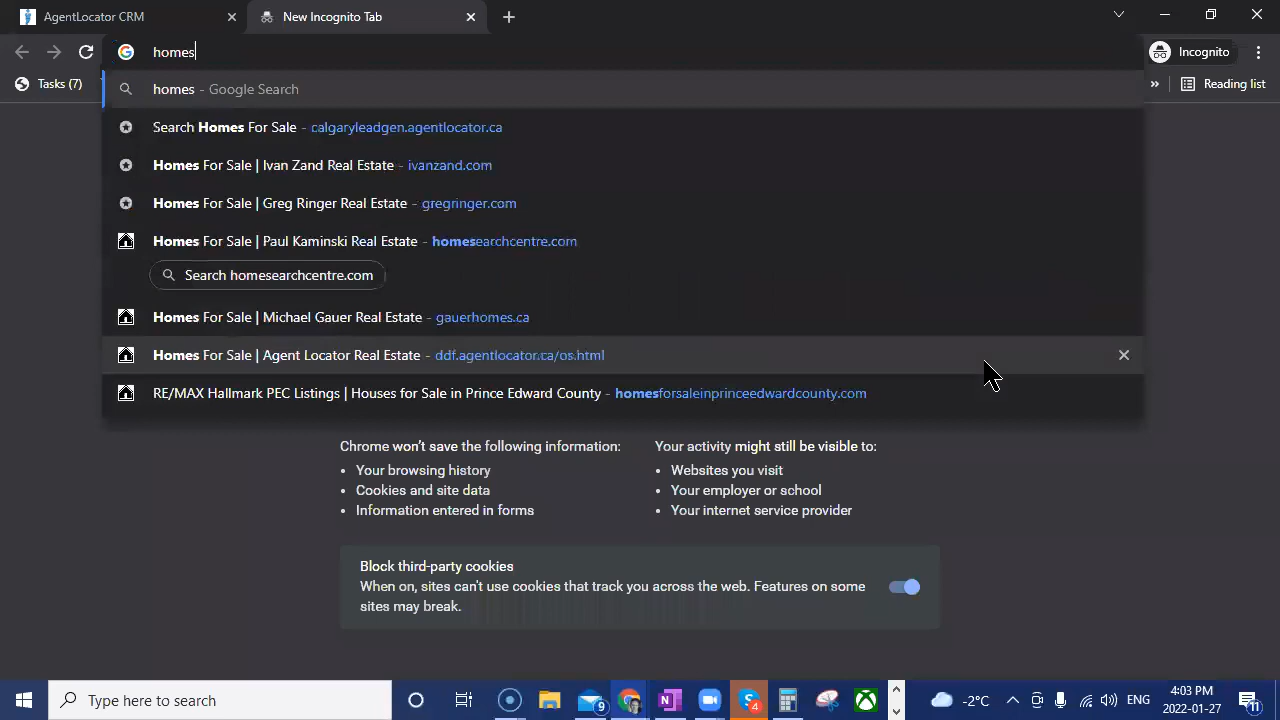 AgentLocator CRM
New Incognito Tab
homes
Incognito
Tasks (7)
»
Reading list
homes - Google Search
Search Homes For Sale - calgaryleadgen.agentlocator.ca
Homes For Sale | Ivan Zand Real Estate - ivanzand.com
Homes For Sale | Greg Ringer Real Estate - gregringer.com
Homes For Sale | Paul Kaminski Real Estate - homesearchcentre.com
Search homesearchcentre.com
Homes For Sale | Michael Gauer Real Estate - gauerhomes.ca
Homes For Sale | Agent Locator Real Estate - ddf.agentlocator.ca/os.html
RE/MAX Hallmark PEC Listings | Houses for Sale in Prince Edward County - homesforsaleinprinceedwardcounty.com
Chrome won't save the following information:
• Your browsing history
• Cookies and site data
• Information entered in forms
Your activity might still be visible to:
• Websites you visit
• Your employer or school
• Your internet service provider
Block third-party cookies
When on, sites can't use cookies that track you across the web. Features on some
sites may break.
Type here to search
9
4
-2°C
ENG
4:03 PM
2022-01-27
11